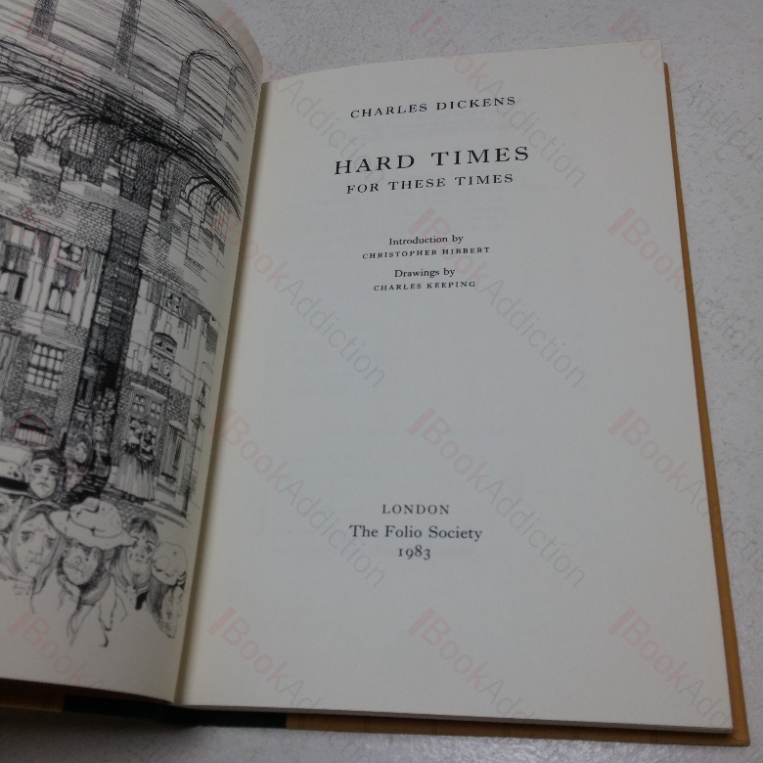 CHARLES DICKENS
HARD TIMES
FOR THESE TIMES
Introduction by
CHRISTOPHER HIBBERT
Drawings by
CHARLES KEEPING
LONDON
The Folio Society
1983
BookAddiction